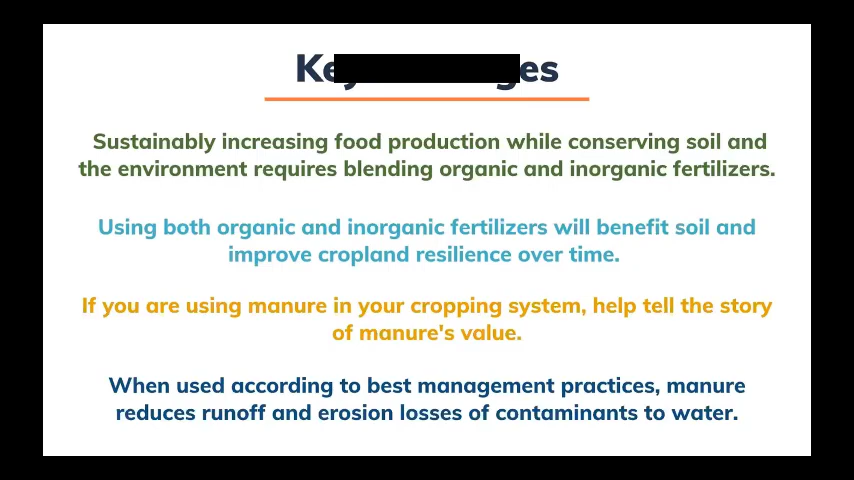 Sustainably increasing food production while conserving soil and
the environment requires blending organic and inorganic fertilizers.
Using both organic and inorganic fertilizers will benefit soil and
improve cropland resilience over time.
If you are using manure in your cropping system, help tell the story
of manure's value.
When used according to best management practices, manure
reduces runoff and erosion losses of contaminants to water.